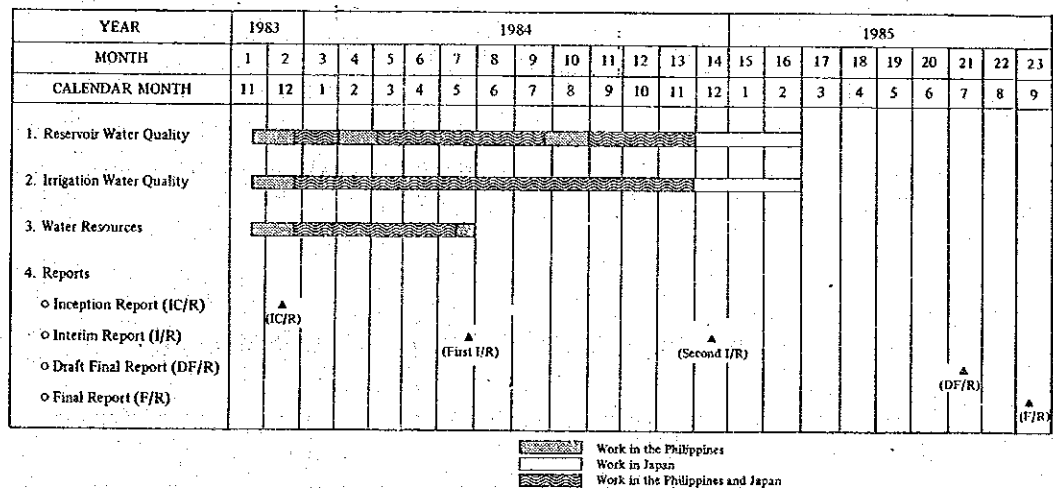 YEAR 1983 1984 1985
MONTH 1 2 3 4 5 6 7 8 9 10 11 12 13 14 15 16 17 18 19 20 21 22 23
CALENDAR MONTH 11 12 1 2 3 4 5 6 7 8 9 10 11 12 1 2 3 4 5 6 7 8 9
1. Reservoir Water Quality
2. Irrigation Water Quality
3. Water Resources
4. Reports
o Inception Report (IC/R) ▲
(IC/R)
o Interim Report (I/R) ▲ ▲
(First I/R) (Second I/R)
o Draft Final Report (DF/R) ▲
(DF/R)
o Final Report (F/R) ▲
(F/R)
Work in the Philippines
Work in Japan
Work in the Philippines and Japan